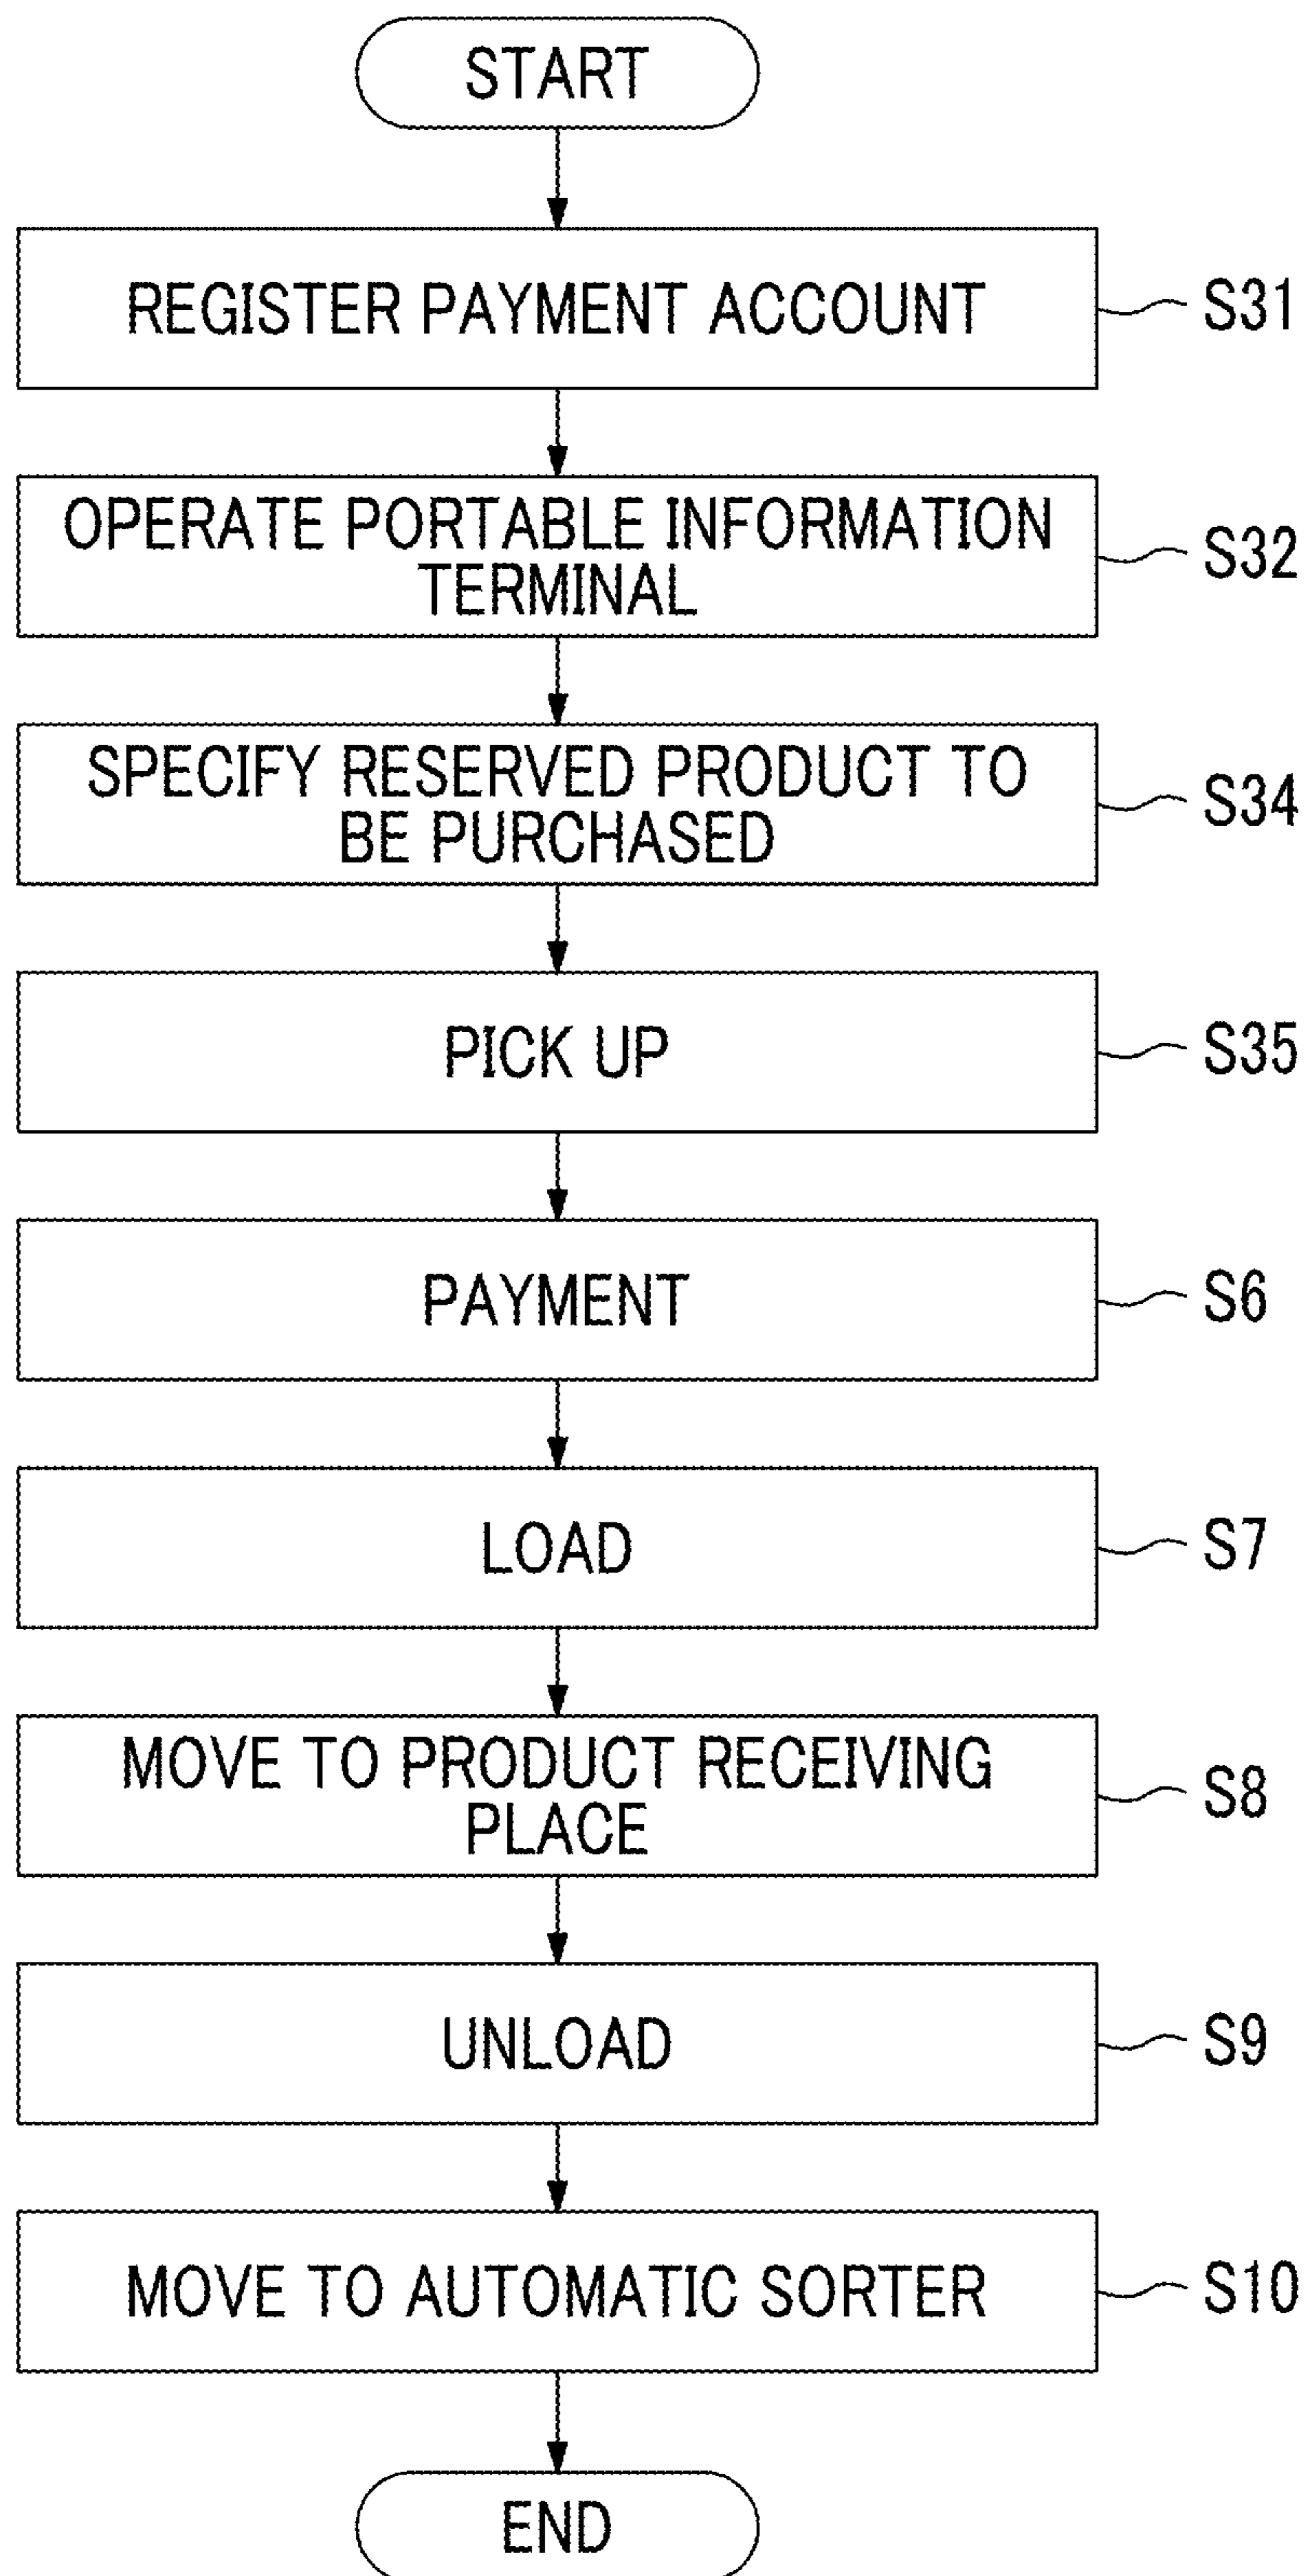 START
REGISTER PAYMENT ACCOUNT
S31
OPERATE PORTABLE INFORMATION
TERMINAL
S32
SPECIFY RESERVED PRODUCT TO
BE PURCHASED
S34
PICK UP
S35
PAYMENT
S6
LOAD
S7
MOVE TO PRODUCT RECEIVING
PLACE
S8
UNLOAD
S9
MOVE TO AUTOMATIC SORTER
S10
END